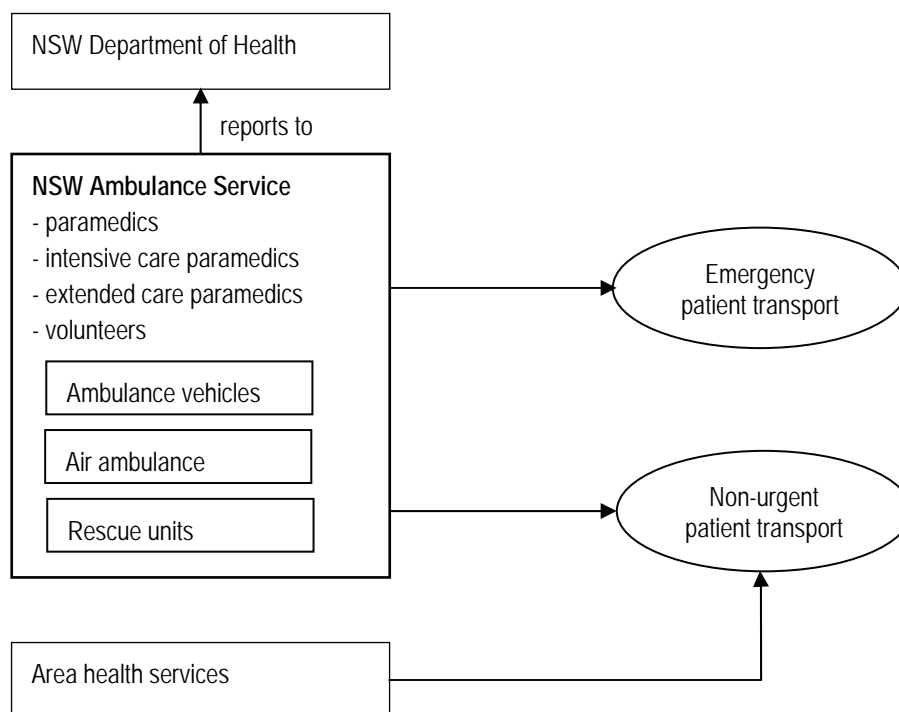 NSW Department of Health
reports to
NSW Ambulance Service
- paramedics
- intensive care paramedics
- extended care paramedics
- volunteers
Ambulance vehicles
Air ambulance
Rescue units
Emergency
patient transport
Non-urgent
patient transport
Area health services